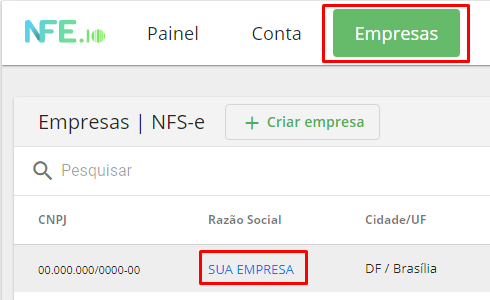 NFE.io Painel Conta Empresas
Empresas | NFS-e + Criar empresa
Pesquisar
CNPJ Razão Social Cidade/UF
00.000.000/0000-00 SUA EMPRESA DF / Brasília